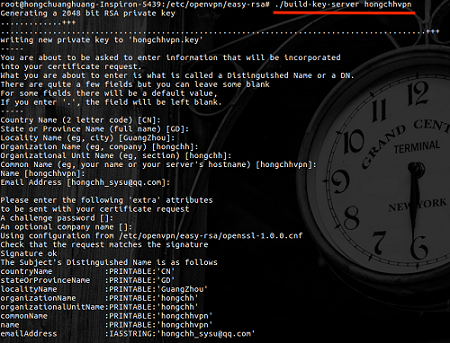 root@hongchuanghuang-Inspiron-5439:/etc/openvpn/easy-rsa# ./build-key-server hongchhvpn
Generating a 2048 bit RSA private key
............+++
....................................................................................+++
writing new private key to 'hongchhvpn.key'
-----
You are about to be asked to enter information that will be incorporated
into your certificate request.
What you are about to enter is what is called a Distinguished Name or a DN.
There are quite a few fields but you can leave some blank
For some fields there will be a default value,
If you enter '.', the field will be left blank.
-----
Country Name (2 letter code) [CN]:
State or Province Name (full name) [GD]:
Locality Name (eg, city) [GuangZhou]:
Organization Name (eg, company) [hongchh]:
Organizational Unit Name (eg, section) [hongchh]:
Common Name (eg, your name or your server's hostname) [hongchhvpn]:
Name [hongchhvpn]:
Email Address [hongchh_sysu@qq.com]:
Please enter the following 'extra' attributes
to be sent with your certificate request
A challenge password []:
An optional company name []:
Using configuration from /etc/openvpn/easy-rsa/openssl-1.0.0.cnf
Check that the request matches the signature
Signature ok
The Subject's Distinguished Name is as follows
countryName :PRINTABLE:'CN'
stateOrProvinceName :PRINTABLE:'GD'
localityName :PRINTABLE:'GuangZhou'
organizationName :PRINTABLE:'hongchh'
organizationalUnitName:PRINTABLE:'hongchh'
commonName :PRINTABLE:'hongchhvpn'
name :PRINTABLE:'hongchhvpn'
emailAddress :IA5STRING:'hongchh_sysu@qq.com'
GRAND CENTRAL
TERMINAL
NEW YORK